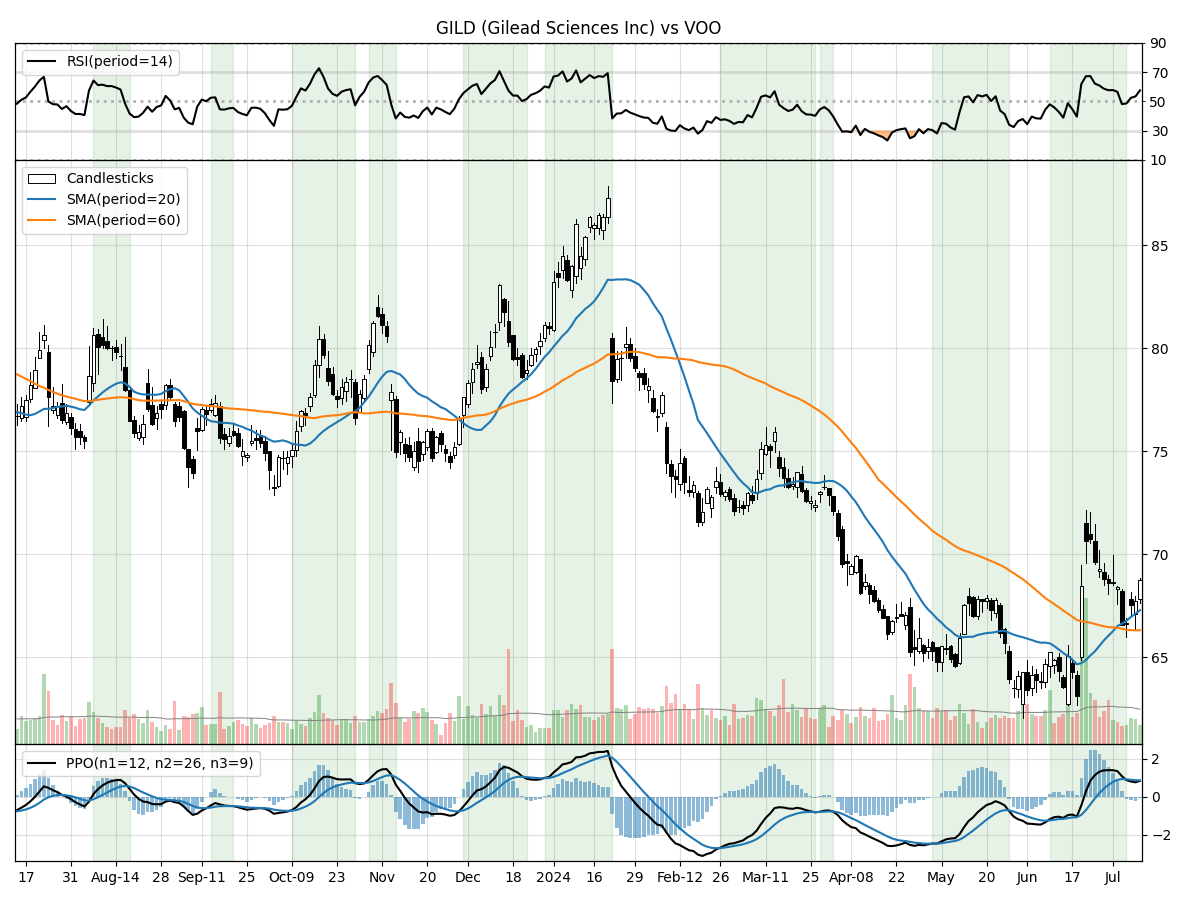 GILD (Gilead Sciences Inc) vs VOO
RSI(period=14)
90
70
50
30
10
Candlesticks
SMA(period=20)
SMA(period=60)
85
80
75
70
65
PPO(n1=12, n2=26, n3=9)
2
0
−2
17 31 Aug-14 28 Sep-11 25 Oct-09 23 Nov 20 Dec 18 2024 16 29 Feb-12 26 Mar-11 25 Apr-08 22 May 20 Jun 17 Jul